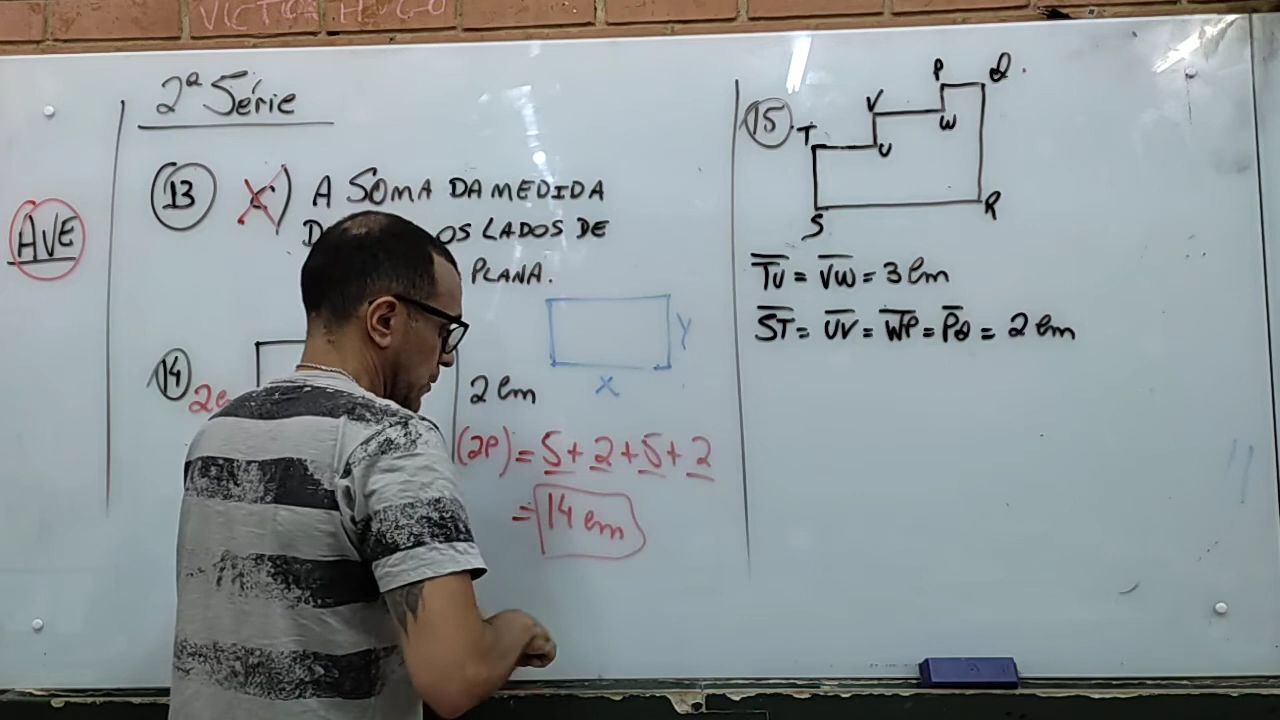 VICTOR HUGO
AVE
2ª Série
13 c) A SOMA DA MEDIDA
OS LADOS DE
PLANA.
y
x
14
2 cm
(2P) = 5 + 2 + 5 + 2
= 14 cm
15
P Q
V W
T U
S R
TU = VW = 3 cm
ST = UV = WP = PQ = 2 cm